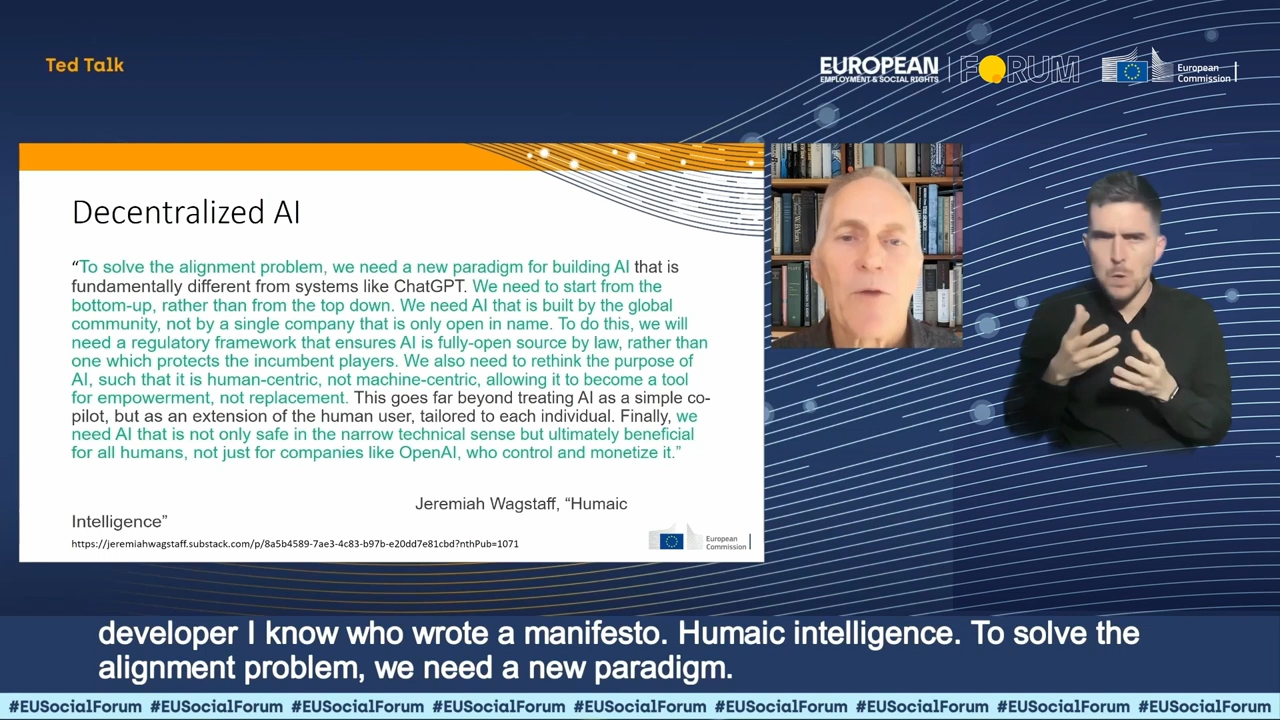 Ted Talk
EUROPEAN
EMPLOYMENT & SOCIAL RIGHTS
FORUM
European
Commission
Decentralized AI
“To solve the alignment problem, we need a new paradigm for building AI that is
fundamentally different from systems like ChatGPT. We need to start from the
bottom-up, rather than from the top down. We need AI that is built by the global
community, not by a single company that is only open in name. To do this, we will
need a regulatory framework that ensures AI is fully-open source by law, rather than
one which protects the incumbent players. We also need to rethink the purpose of
AI, such that it is human-centric, not machine-centric, allowing it to become a tool
for empowerment, not replacement. This goes far beyond treating AI as a simple co-
pilot, but as an extension of the human user, tailored to each individual. Finally, we
need AI that is not only safe in the narrow technical sense but ultimately beneficial
for all humans, not just for companies like OpenAI, who control and monetize it.”
Jeremiah Wagstaff, “Humaic
Intelligence”
https://jeremiahwagstaff.substack.com/p/8a5b4589-7ae3-4c83-b97b-e20dd7e81cbd?nthPub=1071
European
Commission
developer I know who wrote a manifesto. Humaic intelligence. To solve the
alignment problem, we need a new paradigm.
#EUSocialForum #EUSocialForum #EUSocialForum #EUSocialForum #EUSocialForum #EUSocialForum #EUSocialForum #EUSocialForum #EUSocialForum